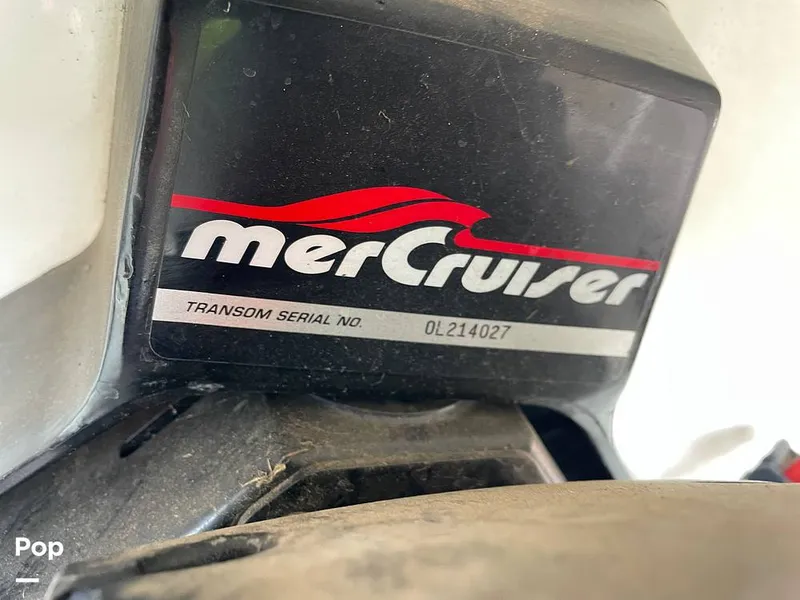 merCruiser
TRANSOM SERIAL NO. 0L214027
Pop